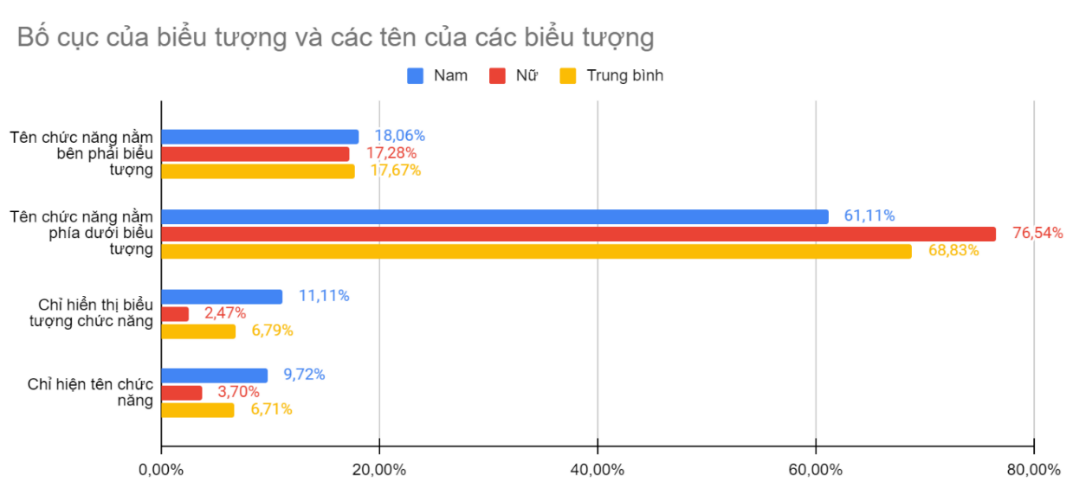 Bố cục của biểu tượng và các tên của các biểu tượng
Nam Nữ Trung bình
Tên chức năng nằm
bên phải biểu
tượng
18,06%
17,28%
17,67%
Tên chức năng nằm
phía dưới biểu
tượng
61,11%
76,54%
68,83%
Chỉ hiển thị biểu
tượng chức năng
11,11%
2,47%
6,79%
Chỉ hiện tên chức
năng
9,72%
3,70%
6,71%
0,00% 20,00% 40,00% 60,00% 80,00%